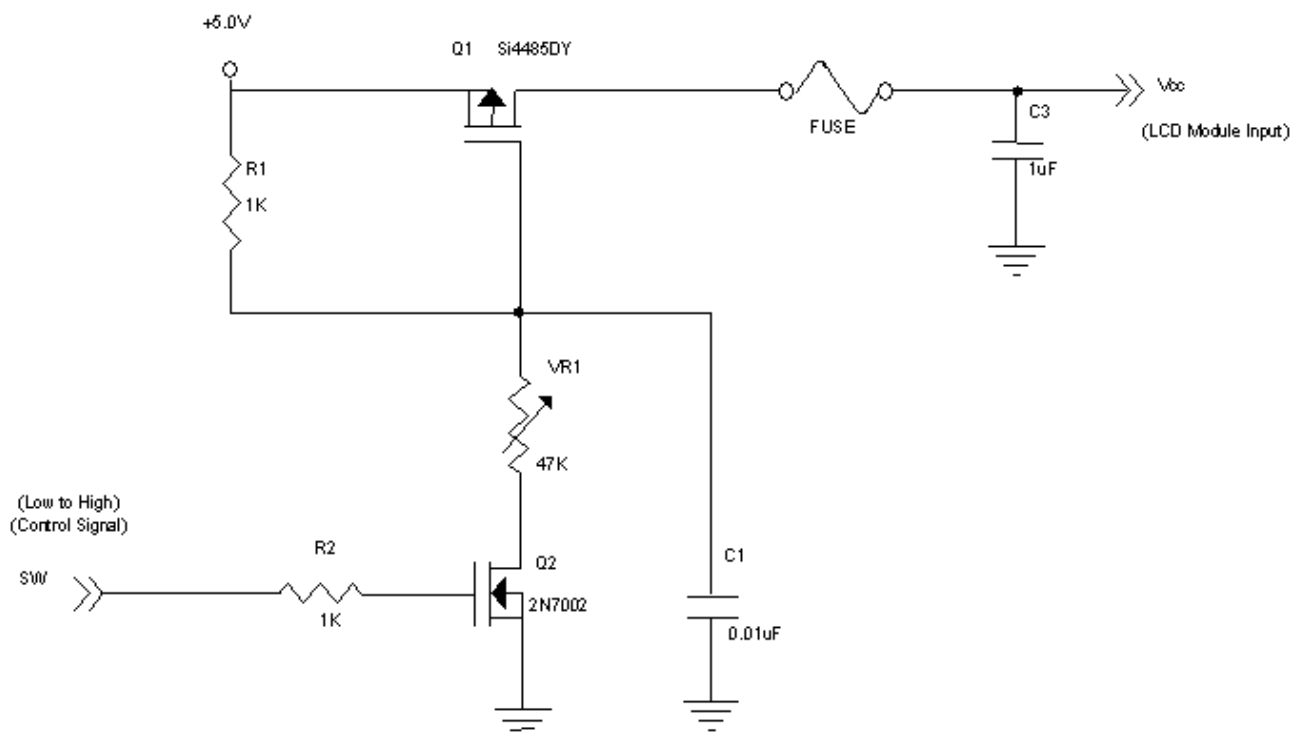 +5.0V
Q1 Si4485DY
FUSE
Vcc
(LCD Module Input)
C3
1uF
R1
1K
VR1
47K
(Low to High)
(Control Signal)
SW
R2
1K
Q2
2N7002
C1
0.01uF